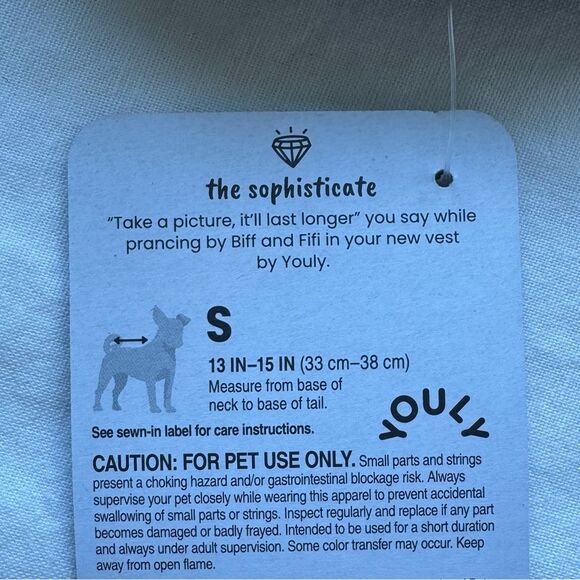 the sophisticate
“Take a picture, it’ll last longer” you say while
prancing by Biff and Fifi in your new vest
by Youly.
S
13 IN–15 IN (33 cm–38 cm)
Measure from base of
neck to base of tail.
YOULY
See sewn-in label for care instructions.
CAUTION: FOR PET USE ONLY. Small parts and strings
present a choking hazard and/or gastrointestinal blockage risk. Always
supervise your pet closely while wearing this apparel to prevent accidental
swallowing of small parts or strings. Inspect regularly and replace if any part
becomes damaged or badly frayed. Intended to be used for a short duration
and always under adult supervision. Some color transfer may occur. Keep
away from open flame.